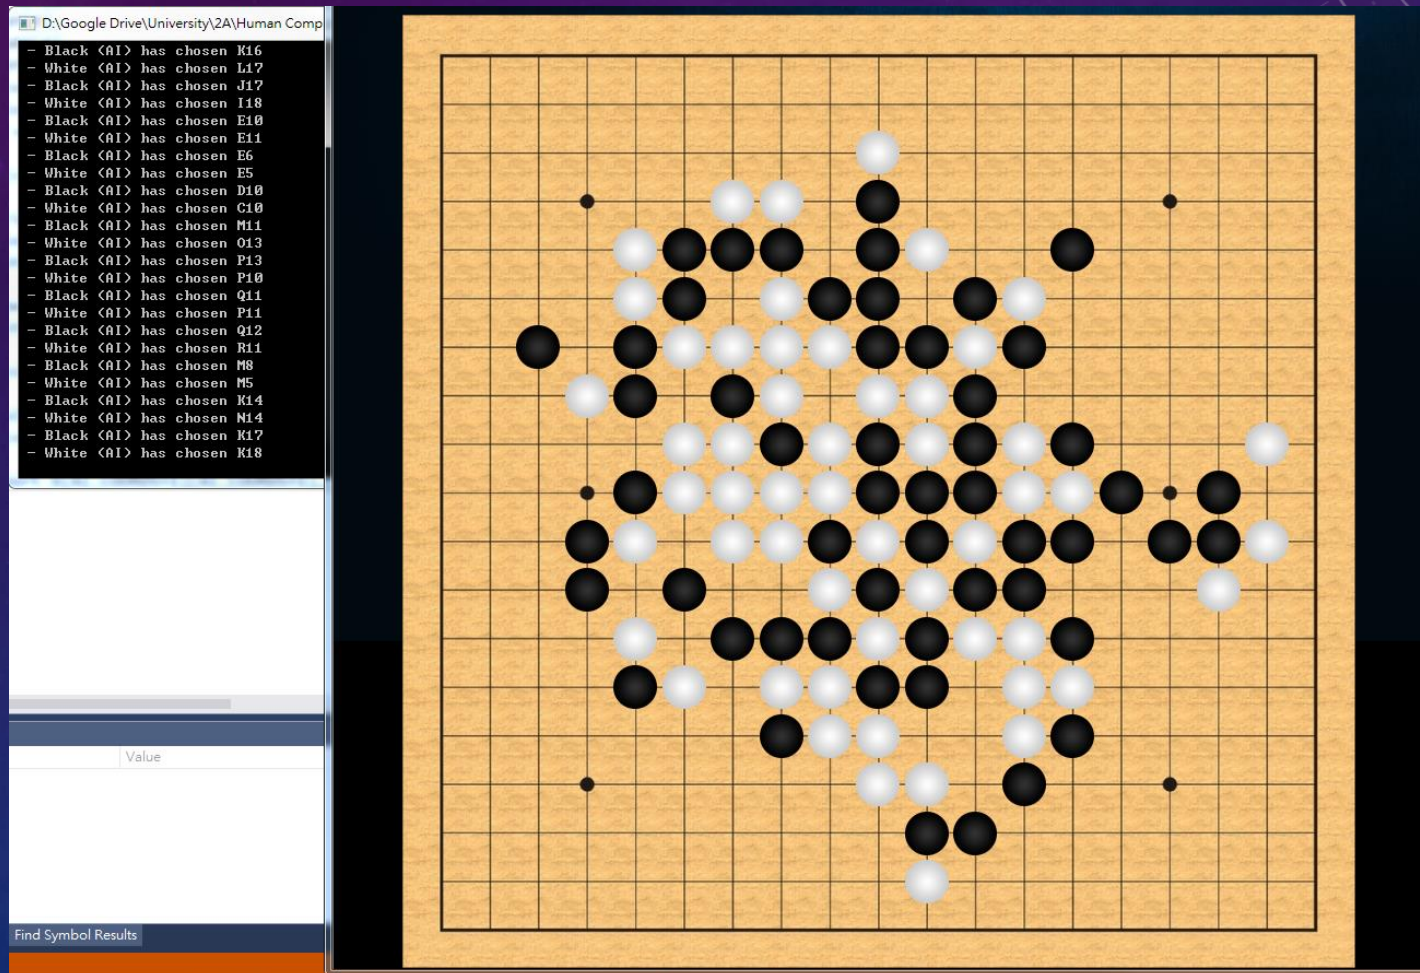 D:\Google Drive\University\2A\Human Comp
- Black (AI) has chosen K16
- White (AI) has chosen L17
- Black (AI) has chosen J17
- White (AI) has chosen I18
- Black (AI) has chosen E10
- White (AI) has chosen E11
- Black (AI) has chosen E6
- White (AI) has chosen E5
- Black (AI) has chosen D10
- White (AI) has chosen C10
- Black (AI) has chosen M11
- White (AI) has chosen O13
- Black (AI) has chosen P13
- White (AI) has chosen P10
- Black (AI) has chosen Q11
- White (AI) has chosen P11
- Black (AI) has chosen Q12
- White (AI) has chosen R11
- Black (AI) has chosen M8
- White (AI) has chosen M5
- Black (AI) has chosen K14
- White (AI) has chosen N14
- Black (AI) has chosen K17
- White (AI) has chosen K18
Value
Find Symbol Results